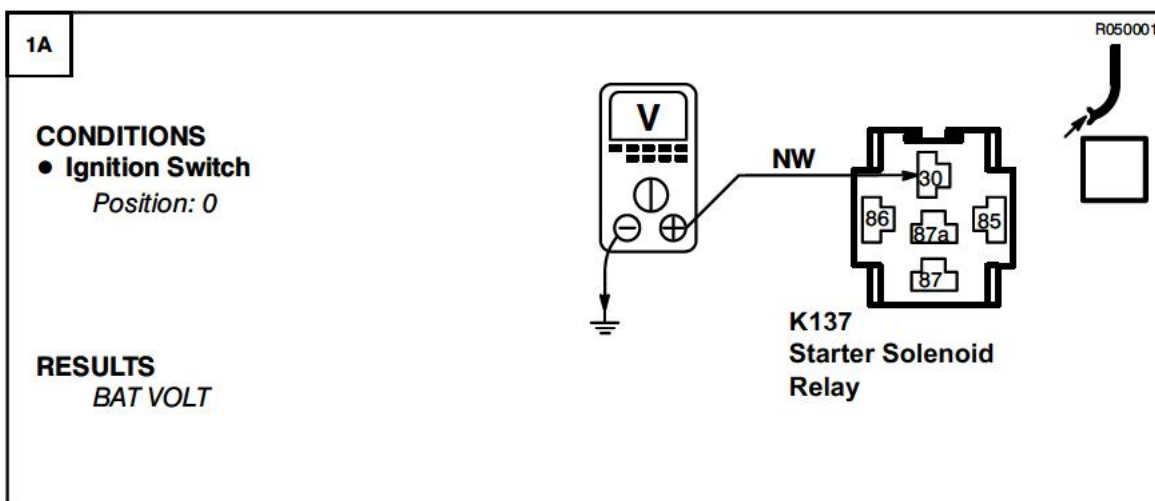 1A
R050001
CONDITIONS
● Ignition Switch
Position: 0
V
NW
30
86
87a
85
87
K137
Starter Solenoid
Relay
RESULTS
BAT VOLT